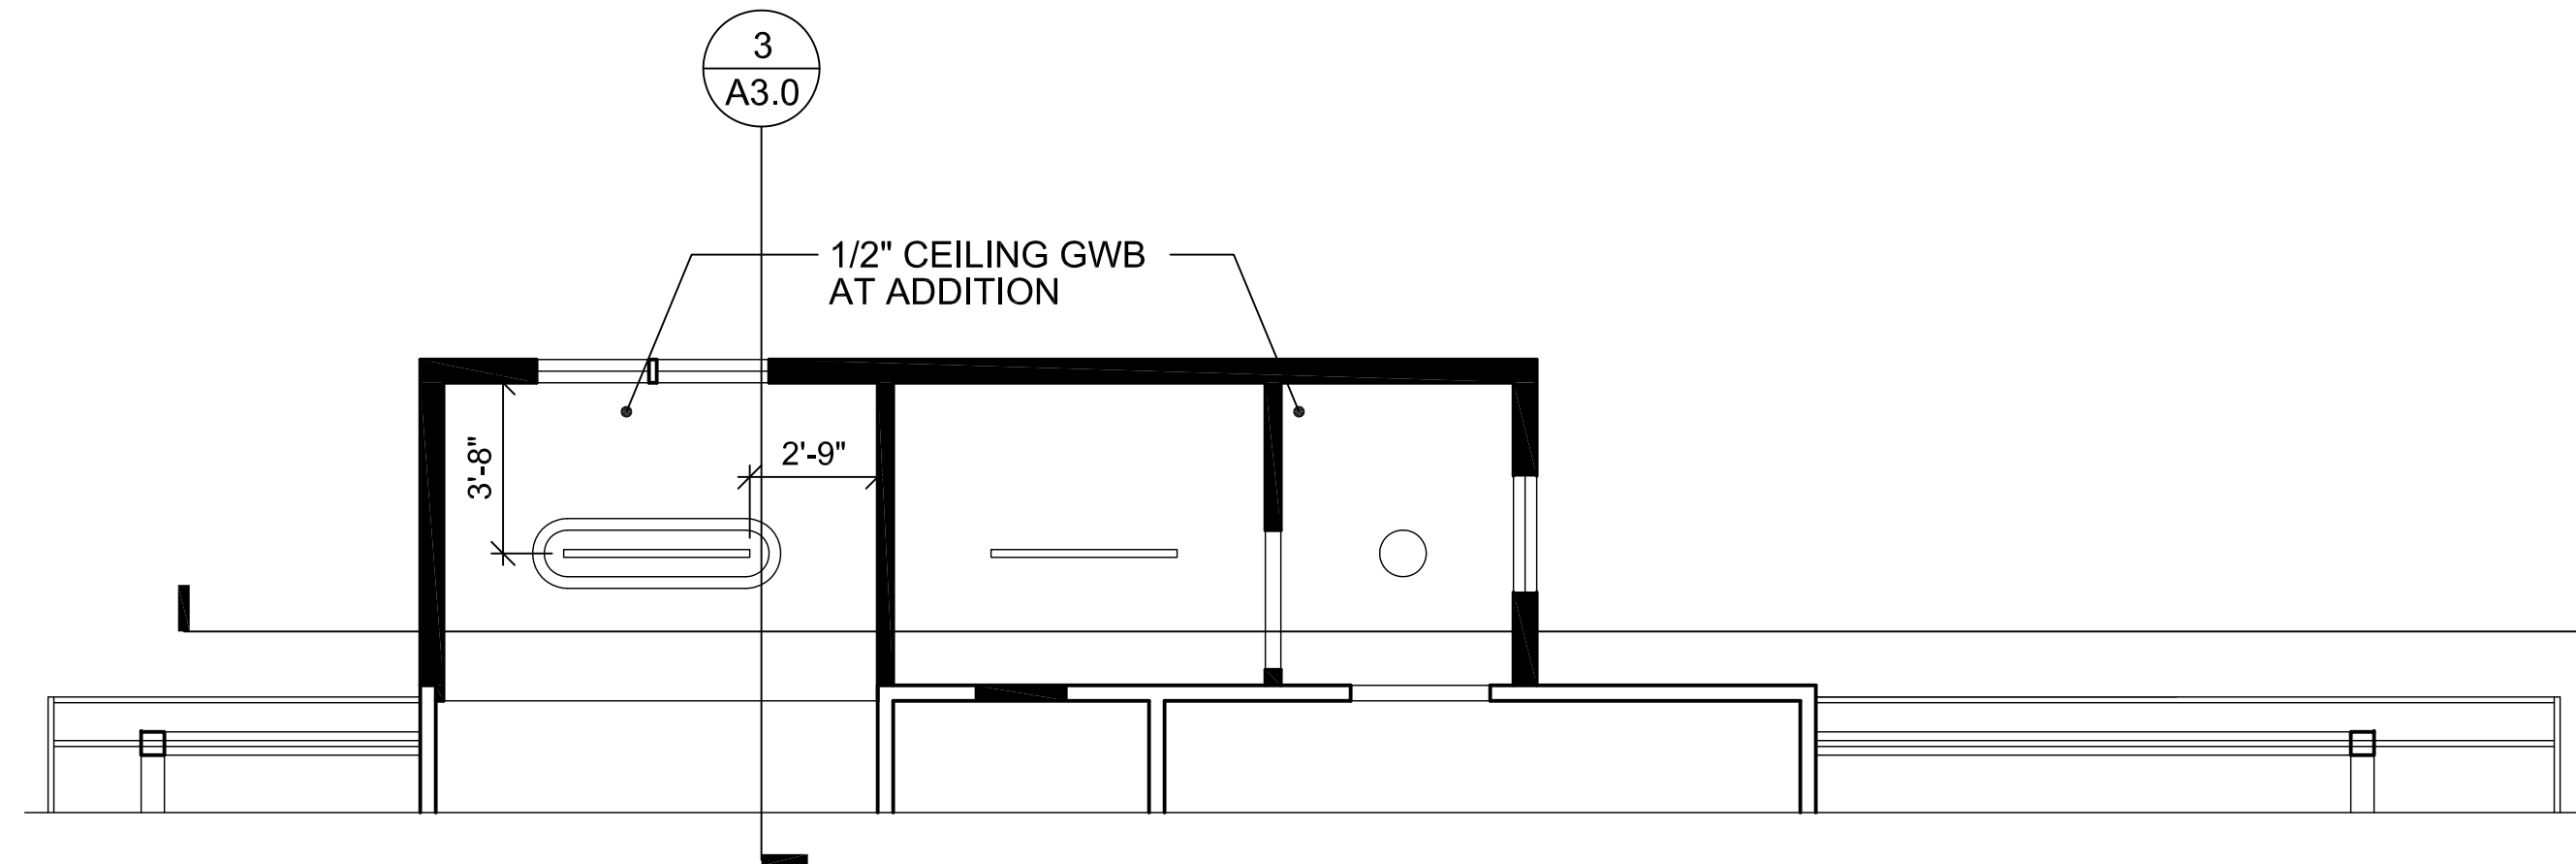 3
A3.0
1/2" CEILING GWB
AT ADDITION
3'-8"
2'-9"